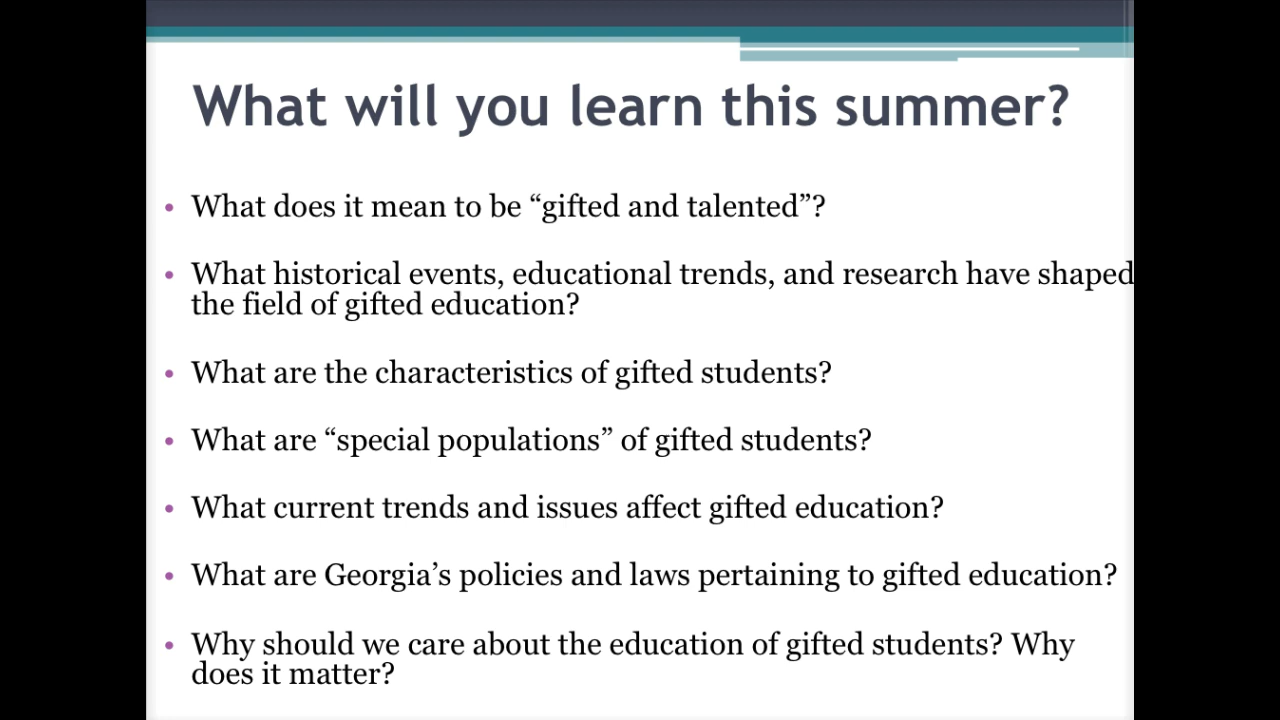 What will you learn this summer?
• What does it mean to be “gifted and talented”?
• What historical events, educational trends, and research have shaped
the field of gifted education?
• What are the characteristics of gifted students?
• What are “special populations” of gifted students?
• What current trends and issues affect gifted education?
• What are Georgia’s policies and laws pertaining to gifted education?
• Why should we care about the education of gifted students? Why
does it matter?